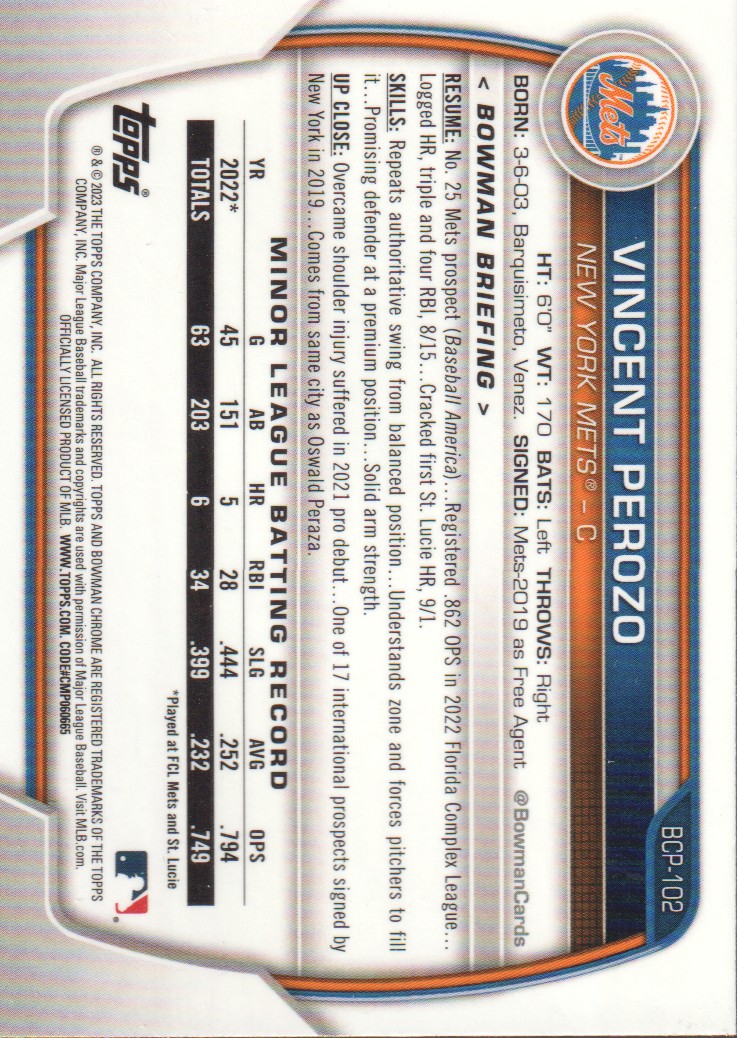 BCP-102
Mets
VINCENT PEROZO
NEW YORK METS® – C
HT: 6'0" WT: 170 BATS: Left THROWS: Right
BORN: 3-6-03, Barquisimeto, Venez. SIGNED: Mets-2019 as Free Agent @BowmanCards
< BOWMAN BRIEFING >
RESUME: No. 25 Mets prospect (Baseball America)...Registered .862 OPS in 2022 Florida Complex League...
Logged HR, triple and four RBI, 8/15...Cracked first St. Lucie HR, 9/1.
SKILLS: Repeats authoritative swing from balanced position...Understands zone and forces pitchers to fill
it...Promising defender at a premium position...Solid arm strength.
UP CLOSE: Overcame shoulder injury suffered in 2021 pro debut...One of 17 international prospects signed by
New York in 2019...Comes from same city as Oswald Peraza.
MINOR LEAGUE BATTING RECORD
YR G AB HR RBI SLG AVG OPS
2022* 45 151 5 28 .444 .252 .794
TOTALS 63 203 6 34 .399 .232 .749
*Played at FCL Mets and St. Lucie
topps®
® & © 2023 THE TOPPS COMPANY, INC. ALL RIGHTS RESERVED. TOPPS AND BOWMAN CHROME ARE REGISTERED TRADEMARKS OF THE TOPPS
COMPANY, INC. Major League Baseball trademarks and copyrights are used with permission of Major League Baseball. Visit MLB.com.
OFFICIALLY LICENSED PRODUCT OF MLB. WWW.TOPPS.COM. CODE#CMP060665